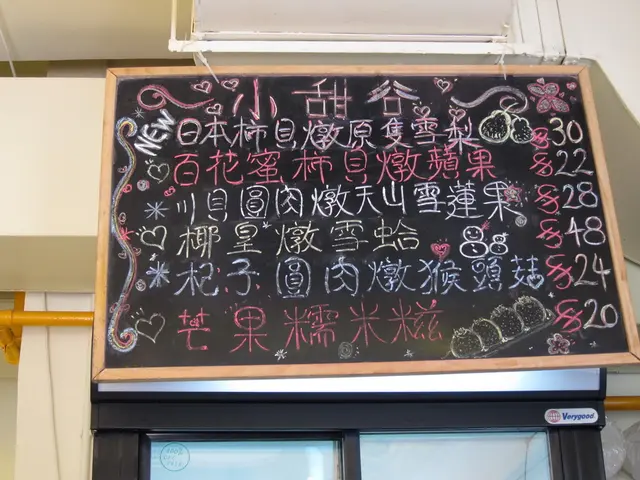 小甜谷
NEW
日本柿貝燉原隻雪梨 $30
百花蜜柿貝燉蘋果 $22
川貝圓肉燉天山雪蓮果 $28
椰皇燉雪蛤 $48
杞子圓肉燉猴頭菇 $24
芒果糯米糍 $20
Verygood